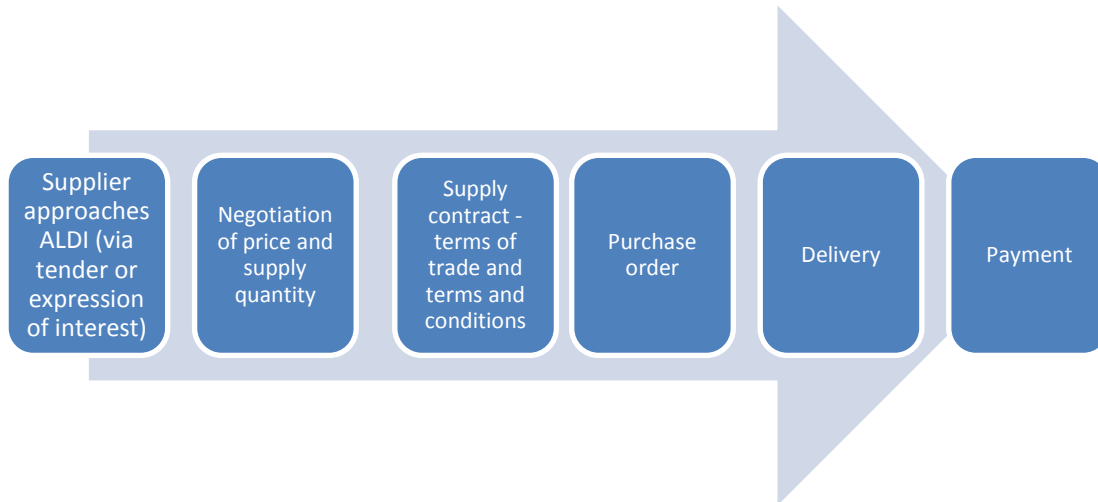 Supplier
approaches
ALDI (via
tender or
expression
of interest)
Negotiation
of price and
supply
quantity
Supply
contract -
terms of
trade and
terms and
conditions
Purchase
order
Delivery
Payment